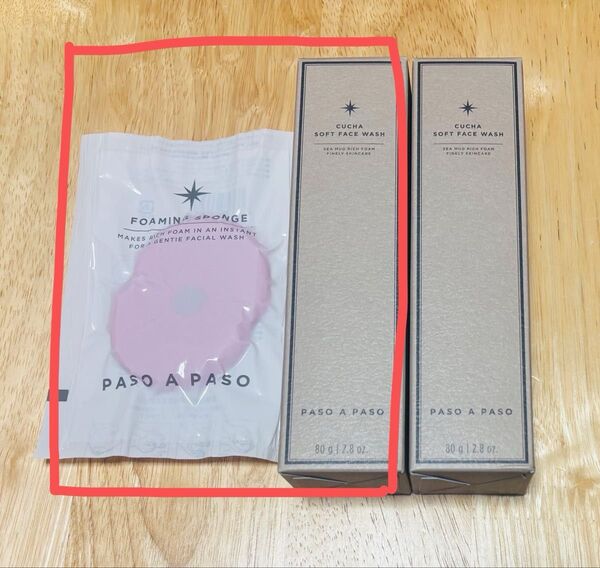 FOAMING SPONGE
MAKES RICH FOAM IN AN INSTANT
FOR A GENTLE FACIAL WASH
PASO A PASO
CUCHA
SOFT FACE WASH
SEA MUD RICH FOAM
FINELY SKINCARE
PASO A PASO
80 g | 2.8 oz.
CUCHA
SOFT FACE WASH
SEA MUD RICH FOAM
FINELY SKINCARE
PASO A PASO
80 g | 2.8 oz.